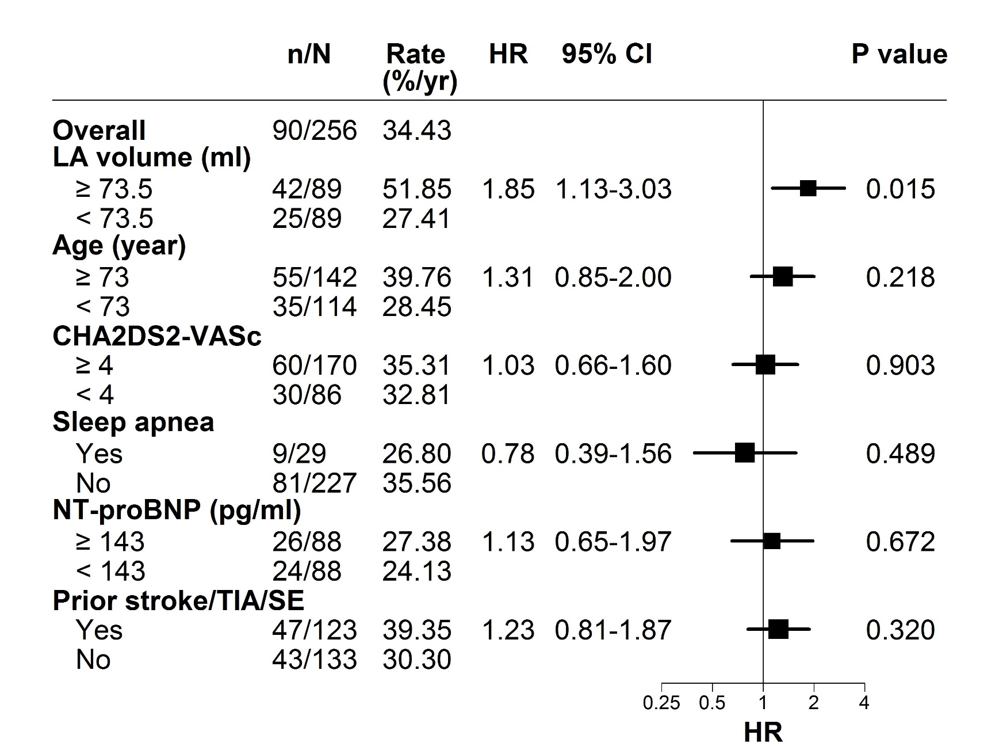 n/N Rate HR 95% CI P value
(%/yr)
Overall 90/256 34.43
LA volume (ml)
≥ 73.5 42/89 51.85 1.85 1.13-3.03 0.015
< 73.5 25/89 27.41
Age (year)
≥ 73 55/142 39.76 1.31 0.85-2.00 0.218
< 73 35/114 28.45
CHA2DS2-VASc
≥ 4 60/170 35.31 1.03 0.66-1.60 0.903
< 4 30/86 32.81
Sleep apnea
Yes 9/29 26.80 0.78 0.39-1.56 0.489
No 81/227 35.56
NT-proBNP (pg/ml)
≥ 143 26/88 27.38 1.13 0.65-1.97 0.672
< 143 24/88 24.13
Prior stroke/TIA/SE
Yes 47/123 39.35 1.23 0.81-1.87 0.320
No 43/133 30.30
0.25 0.5 1 2 4
HR